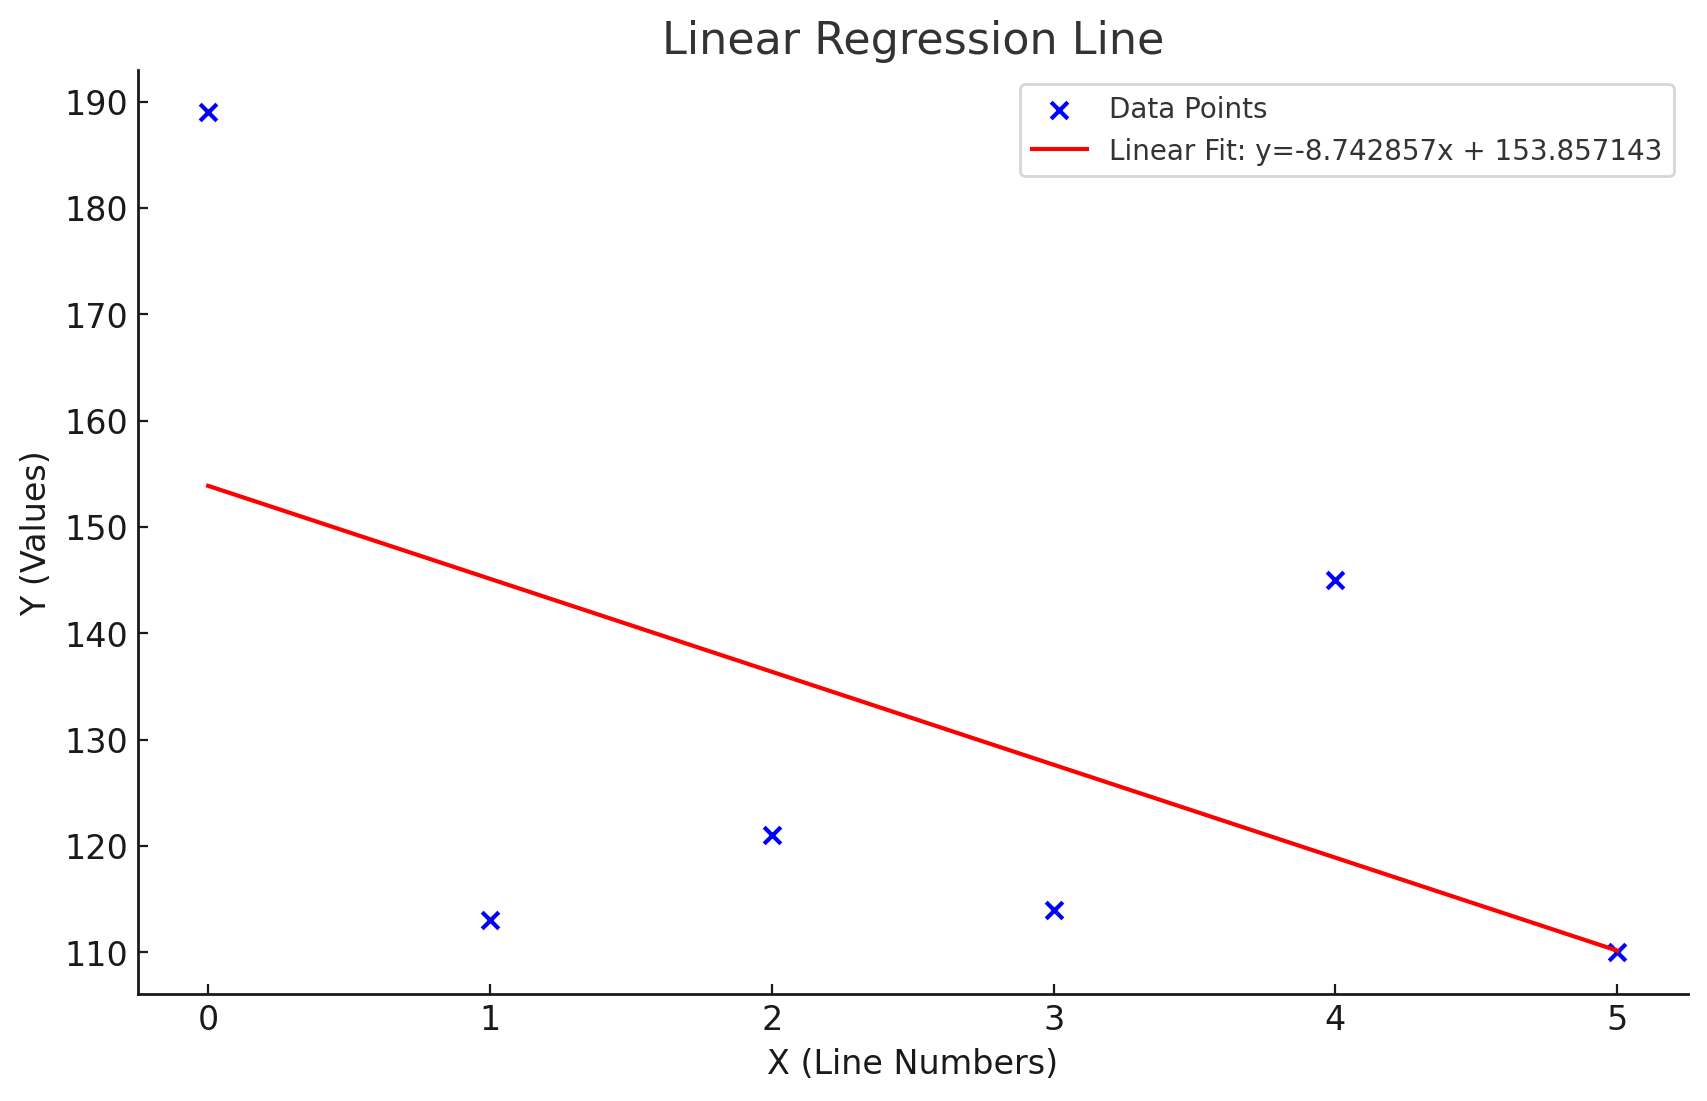 Linear Regression Line
Data Points
Linear Fit: y=-8.742857x + 153.857143
190
180
170
160
150
140
130
120
110
Y (Values)
0 1 2 3 4 5
X (Line Numbers)